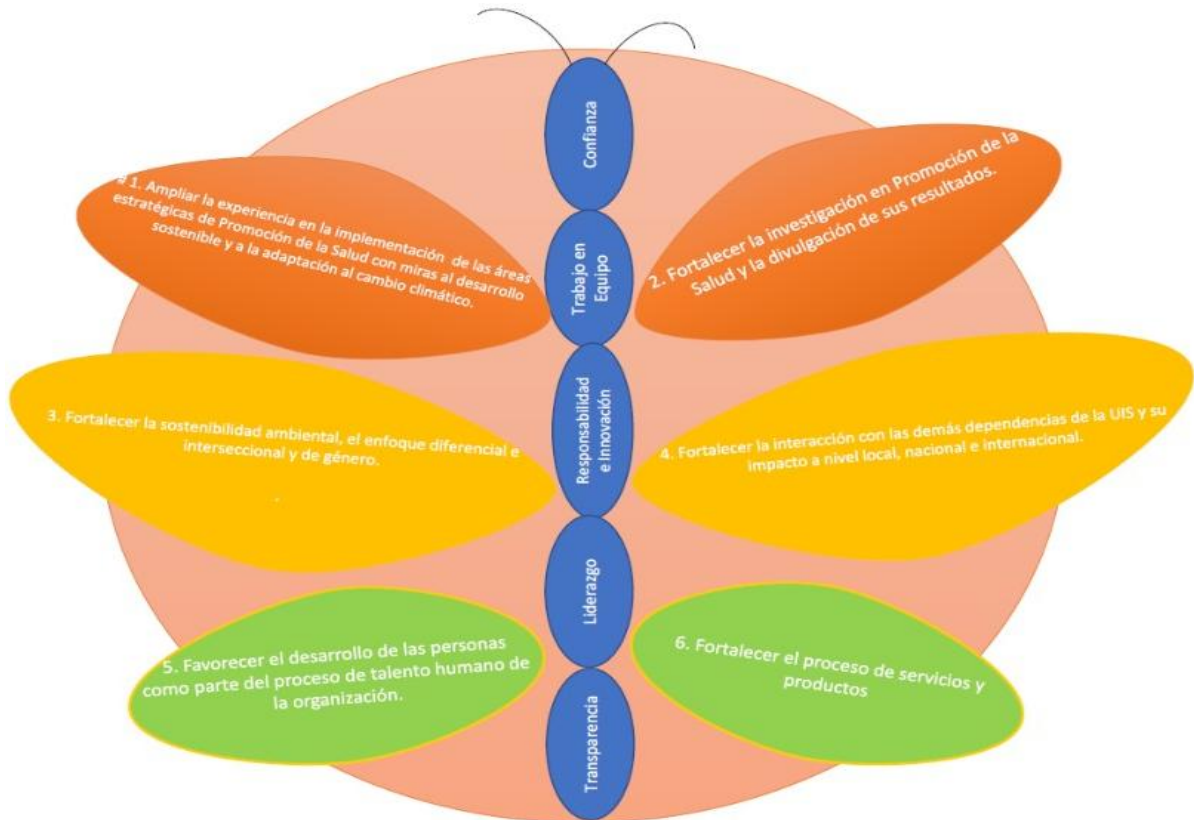 Confianza
1. Ampliar la experiencia en la implementación de las áreas
estratégicas de Promoción de la Salud con miras al desarrollo
sostenible y a la adaptación al cambio climático.
2. Fortalecer la investigación en Promoción de la
Salud y la divulgación de sus resultados.
Trabajo en
Equipo
3. Fortalecer la sostenibilidad ambiental, el enfoque diferencial e
interseccional y de género.
.
Responsabilidad
e Innovación
4. Fortalecer la interacción con las demás dependencias de la UIS y su
impacto a nivel local, nacional e internacional.
Liderazgo
5. Favorecer el desarrollo de las personas
como parte del proceso de talento humano de
la organización.
6. Fortalecer el proceso de servicios y
productos
Transparencia